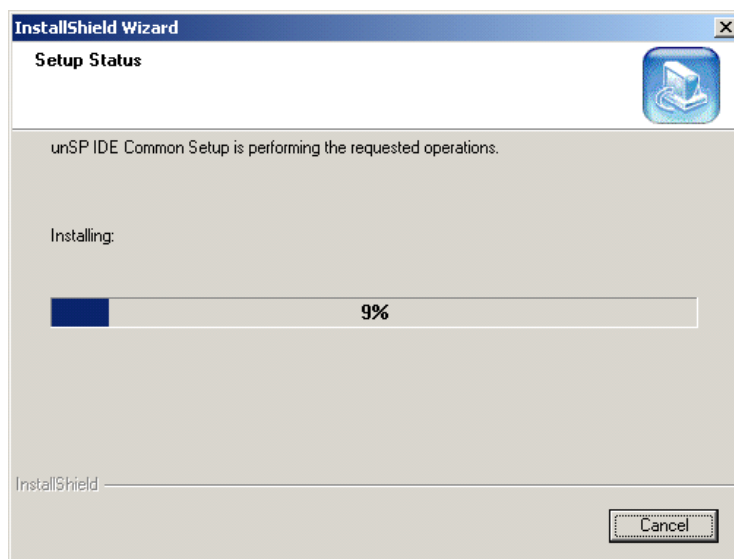 InstallShield Wizard
Setup Status
unSP IDE Common Setup is performing the requested operations.
Installing:
9%
InstallShield
Cancel